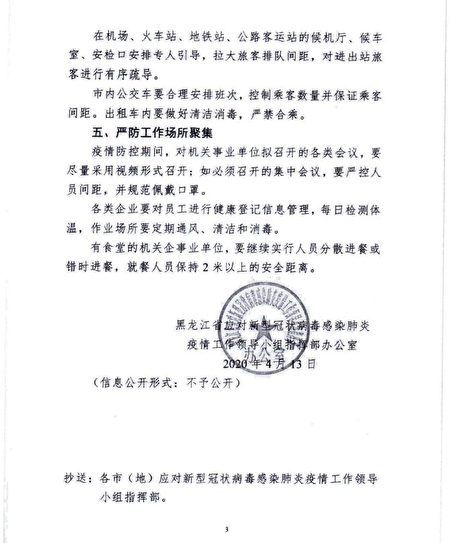 在机场、火车站、地铁站、公路客运站的候机厅、候车
室、安检口安排专人引导，拉大旅客排队间距，对进出站旅
客进行有序疏导。
市内公交车要合理安排班次，控制乘客数量并保证乘客
间距。出租车内要做好清洁消毒，严禁合乘。
五、严防工作场所聚集
疫情防控期间，对机关事业单位拟召开的各类会议，要
尽量采用视频形式召开；如必须召开的集中会议，要严控人
员间距，并规范佩戴口罩。
各类企业要对员工进行健康登记信息管理，每日检测体
温，作业场所要定期通风、清洁和消毒。
有食堂的机关企事业单位，要继续实行人员分散进餐或
错时进餐，就餐人员保持2米以上的安全距离。
黑龙江省应对新型冠状病毒感染肺炎
疫情工作领导小组指挥部办公室
办公室
2020年4月13日
（信息公开形式：不予公开）
抄送：各市（地）应对新型冠状病毒感染肺炎疫情工作领导
小组指挥部。
3